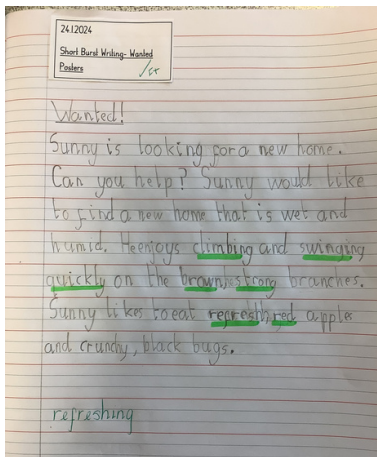 24.1.2024
Short Burst Writing- Wanted
Posters
Wanted!
Sunny is looking for a new home.
Can you help? Sunny would like
to find a new home that is wet and
humid. He enjoys climbing and swinging
quickly on the brown, strong branches.
Sunny likes to eat red apples
and crunchy, black bugs.
refreshing